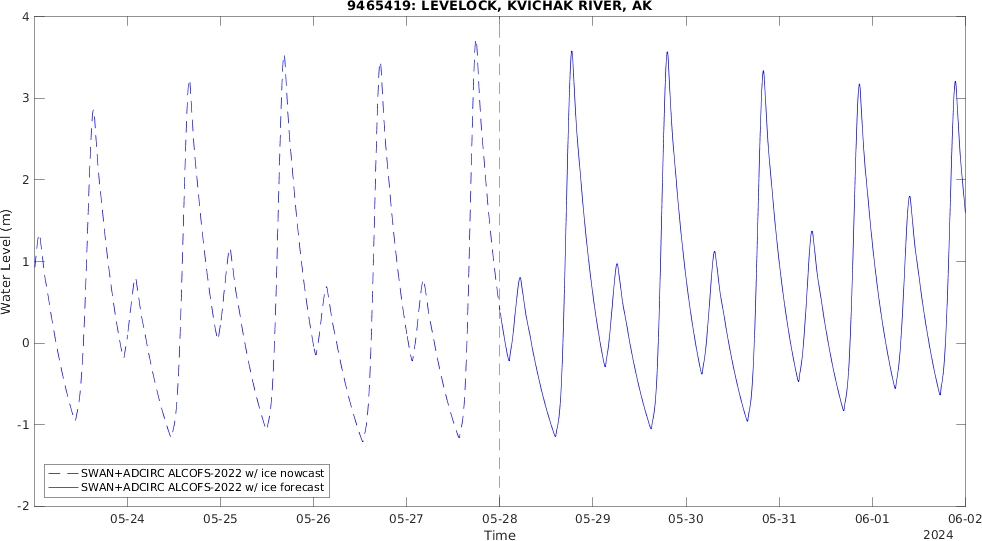 9465419: LEVELOCK, KVICHAK RIVER, AK
4
3
2
1
0
-1
-2
Water Level (m)
SWAN+ADCIRC ALCOFS-2022 w/ ice nowcast
SWAN+ADCIRC ALCOFS-2022 w/ ice forecast
05-24 05-25 05-26 05-27 05-28 05-29 05-30 05-31 06-01 06-02
Time
2024